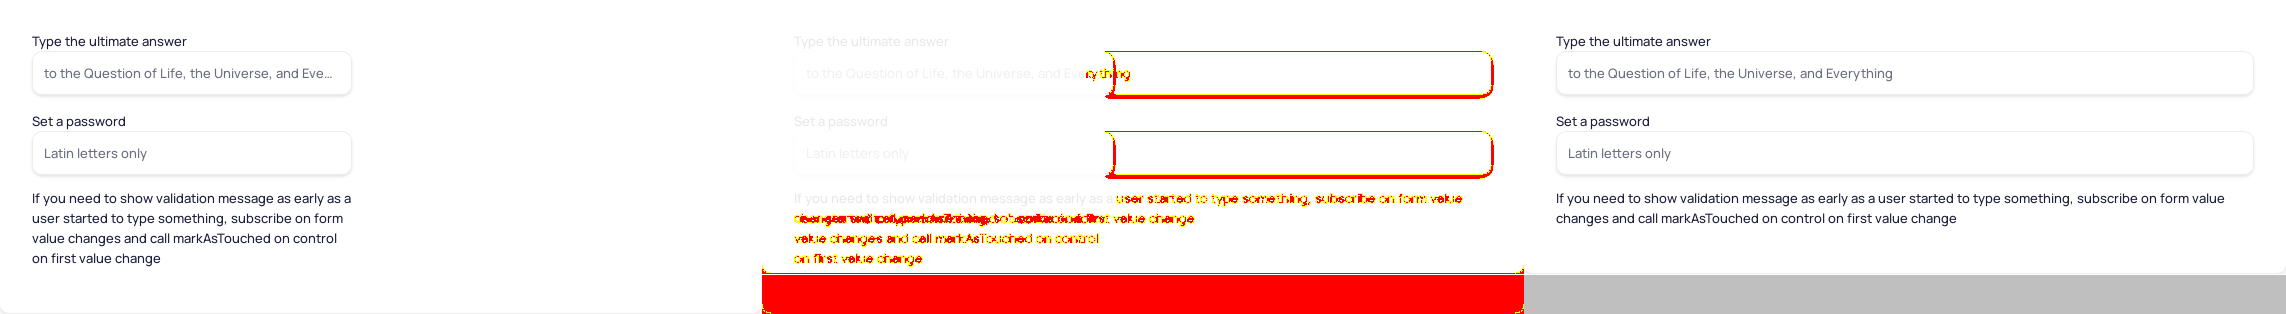 Type the ultimate answer
to the Question of Life, the Universe, and Eve...
Set a password
Latin letters only
If you need to show validation message as early as a
user started to type something, subscribe on form
value changes and call markAsTouched on control
on first value change
Type the ultimate answer
to the Question of Life, the Universe, and Everything
Set a password
Latin letters only
If you need to show validation message as early as a user started to type something, subscribe on form value
value change
value changes and call markAsTouched on control
on first value change
Type the ultimate answer
to the Question of Life, the Universe, and Everything
Set a password
Latin letters only
If you need to show validation message as early as a user started to type something, subscribe on form value
changes and call markAsTouched on control on first value change